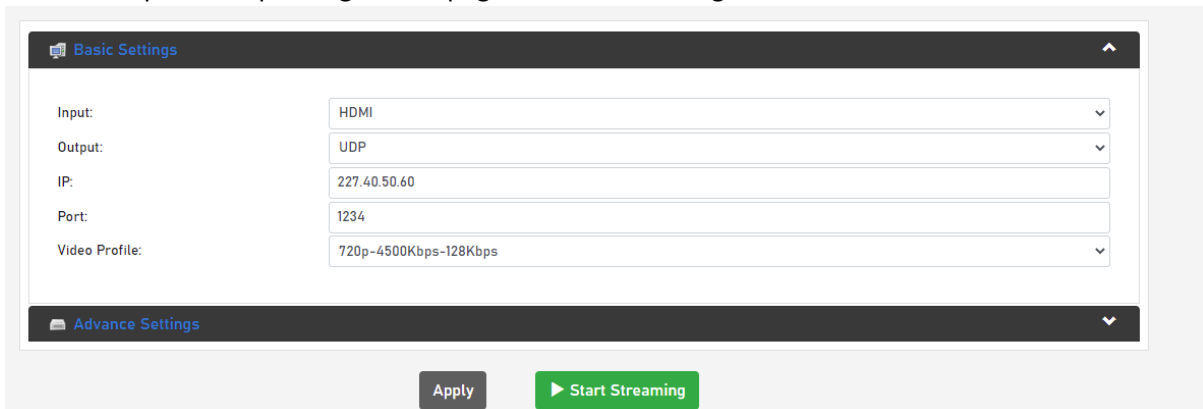 Basic Settings
Input: HDMI
Output: UDP
IP: 227.40.50.60
Port: 1234
Video Profile: 720p-4500Kbps-128Kbps
Advance Settings
Apply Start Streaming